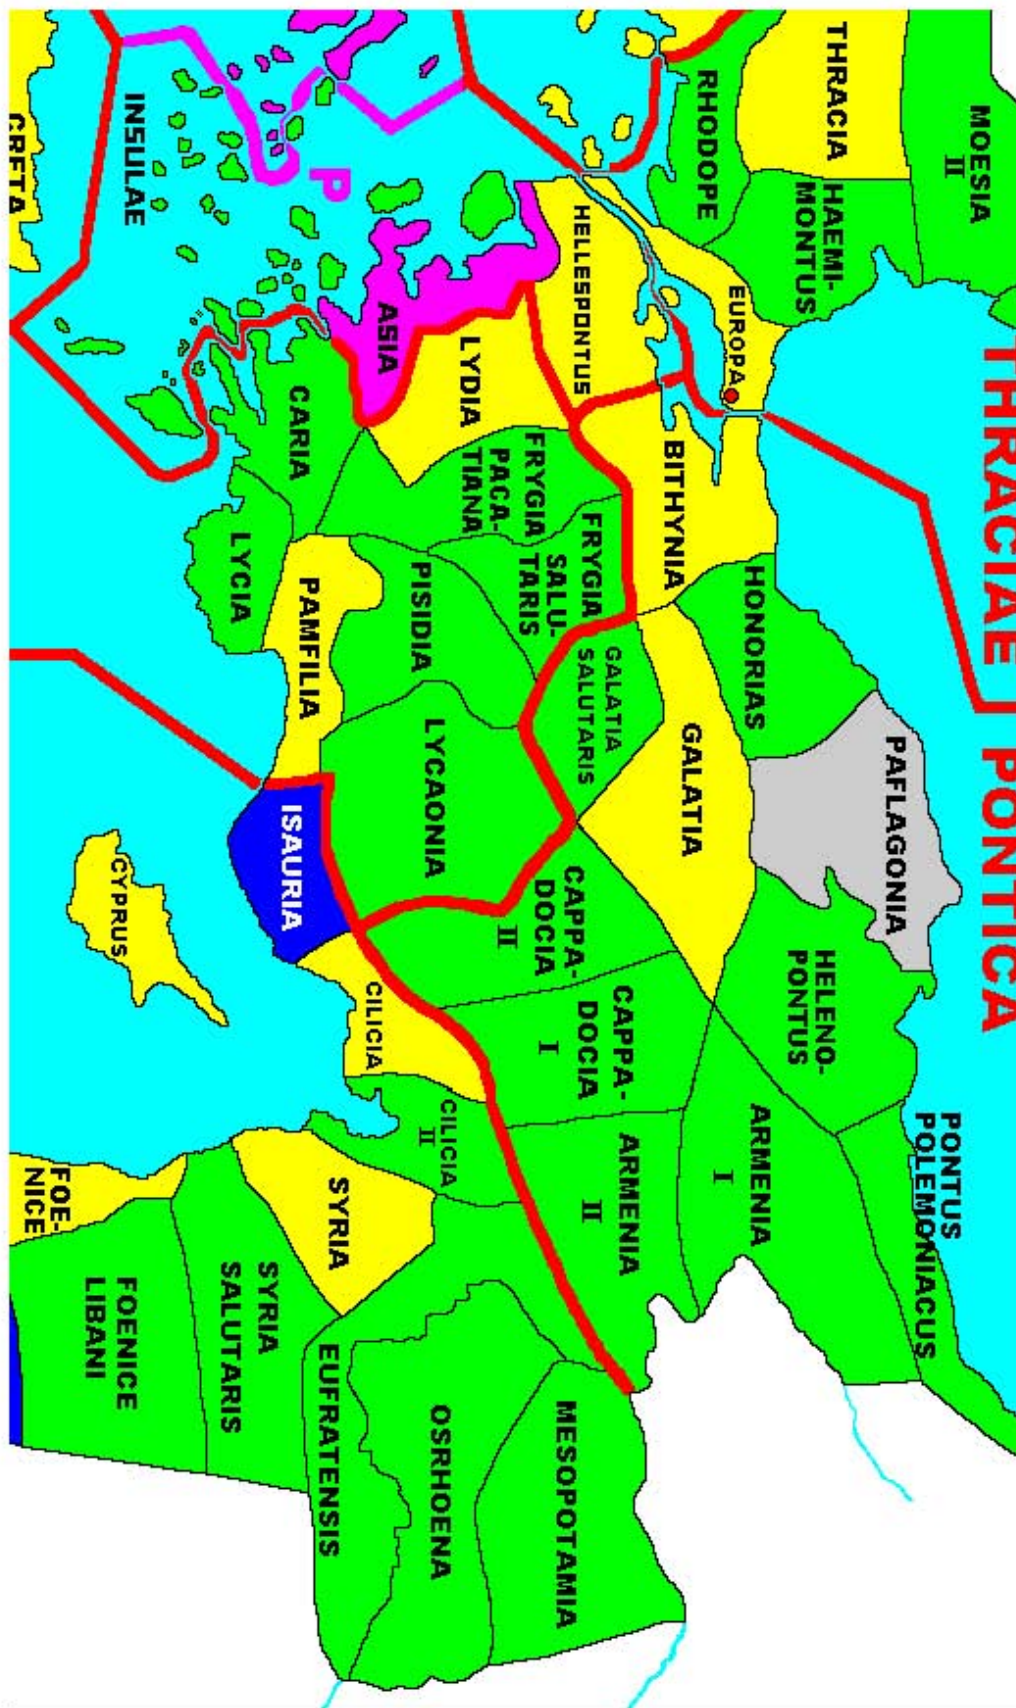 THRACIAE
PONTICA
MOESIA
II
THRACIA
RHODOPE
HAEMI-
MONTUS
EUROPA
HELLESPONTUS
BITHYNIA
HONORIAS
PAFLAGONIA
HELENO-
PONTUS
PONTUS
POLEMONIACUS
INSULAE
CRETA
P
ASIA
LYDIA
CARIA
LYCIA
FRYGIA
PACA-
TIANA
FRYGIA
SALU-
TARIS
GALATIA
SALUTARIS
GALATIA
PISIDIA
PAMFILIA
LYCAONIA
ISAURIA
CAPPA-
DOCIA
II
CAPPA-
DOCIA
I
ARMENIA
I
ARMENIA
II
CILICIA
CILICIA
II
CYPRUS
SYRIA
SYRIA
SALUTARIS
FOE-
NICE
FOENICE
LIBANI
EUFRATENSIS
OSRHOENA
MESOPOTAMIA